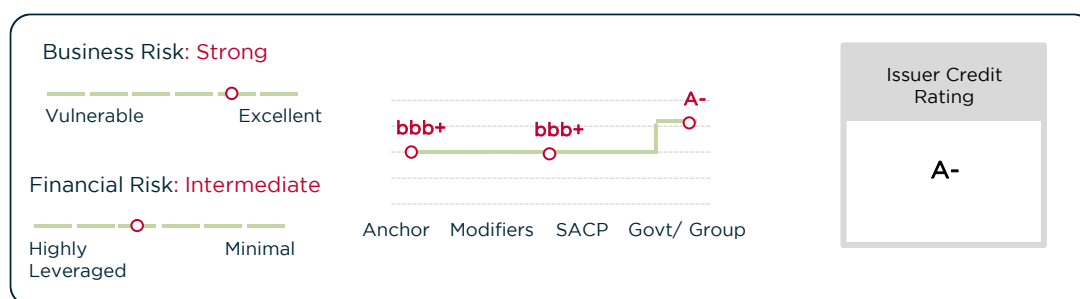 Business Risk: Strong
Vulnerable Excellent
Financial Risk: Intermediate
Highly Leveraged Minimal
bbb+ bbb+ A-
Anchor Modifiers SACP Govt/ Group
Issuer Credit
Rating
A-